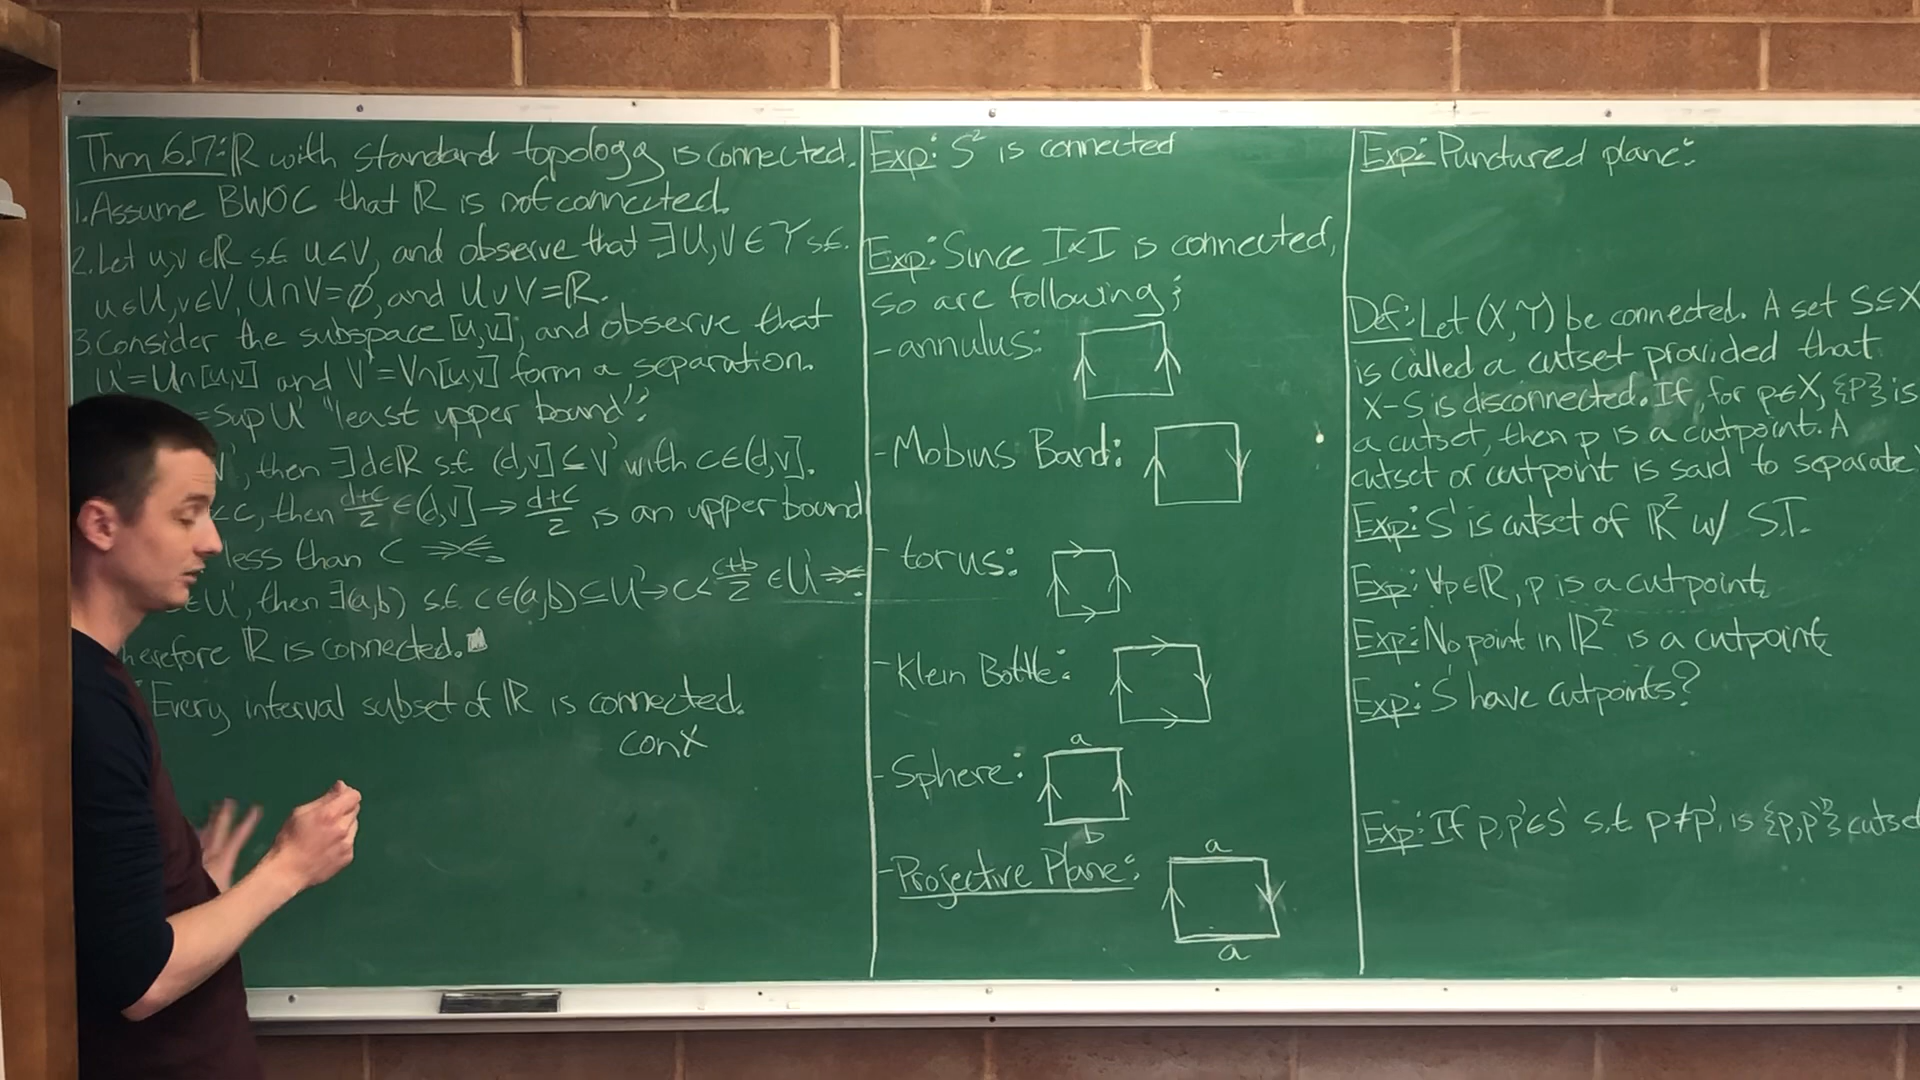 Thm 6.17: ℝ with standard topology is connected.
1. Assume BWOC that ℝ is not connected.
2. Let u,v ∈ ℝ s.t. u<v, and observe that ∃U,V ∈ 𝒯 s.t.
u∈U, v∈V, U∩V=∅, and U∪V=ℝ.
3. Consider the subspace [u,v], and observe that
U'=U∩[u,v] and V'=V∩[u,v] form a separation.
=sup U' "least upper bound".
, then ∃d∈ℝ s.t. (d,v]⊆V' with c∈(d,v].
<c, then (d+c)/2 ∈ (d,v] → (d+c)/2 is an upper bound
less than c
∈U', then ∃(a,b) s.t. c∈(a,b)⊆U' → c< (c+b)/2 ∈U'
herefore ℝ is connected.
Every interval subset of ℝ is connected.
conX
Exp: S² is connected
Exp: Since I×I is connected,
so are following:
- annulus:
- Mobius Band:
- torus:
- Klein Bottle:
- Sphere:
a
b
- Projective Plane:
a
a
Exp: Punctured plane:
Def: Let (X,𝒯) be connected. A set S⊆X
is called a cutset provided that
X-S is disconnected. If, for p∈X, {p} is
a cutset, then p is a cutpoint. A
cutset or cutpoint is said to separate
Exp: S¹ is cutset of ℝ² w/ S.T.
Exp: ∀p∈ℝ, p is a cutpoint
Exp: No point in ℝ² is a cutpoint
Exp: S¹ have cutpoints?
Exp: If p,p'∈S¹ s.t. p≠p', is {p,p'} cutse